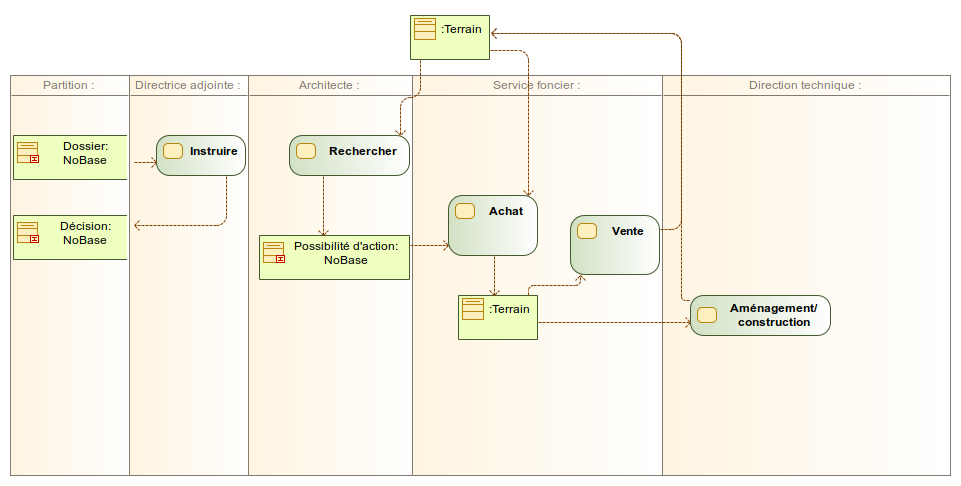 :Terrain
Partition :
Directrice adjointe :
Architecte :
Service foncier :
Direction technique :
Dossier:
NoBase
Instruire
Rechercher
Achat
Décision:
NoBase
Vente
Possibilité d'action:
NoBase
:Terrain
Aménagement/
construction